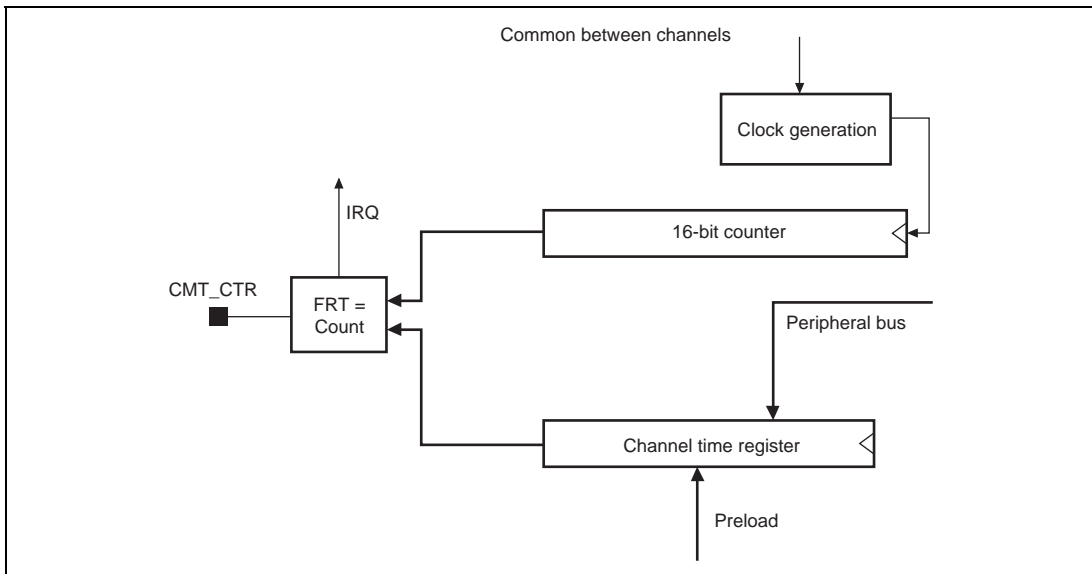 Common between channels
Clock generation
IRQ
16-bit counter
CMT_CTR
FRT =
Count
Peripheral bus
Channel time register
Preload